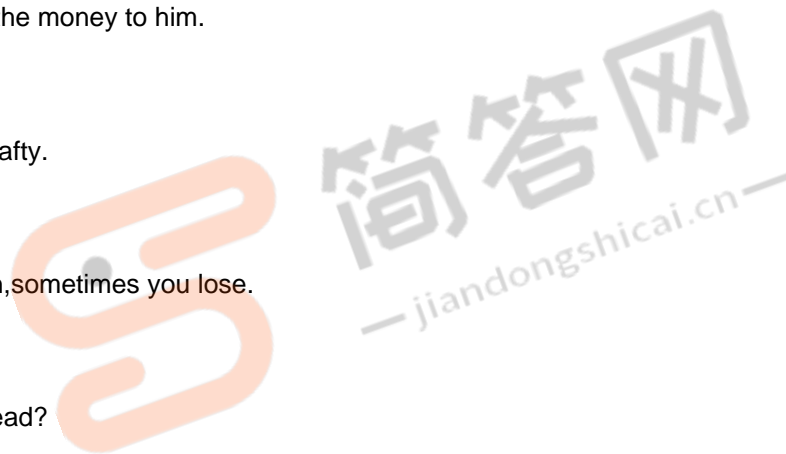 he money to him.
简答网
afty.
jiandongshicai.cn
,sometimes you lose.
ead?